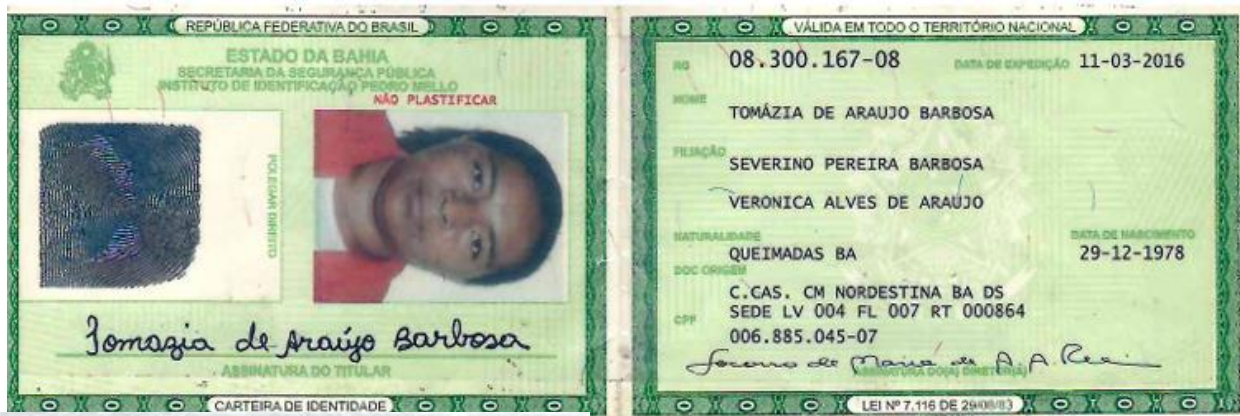 REPÚBLICA FEDERATIVA DO BRASIL
ESTADO DA BAHIA
SECRETARIA DA SEGURANÇA PÚBLICA
INSTITUTO DE IDENTIFICAÇÃO PEDRO MELLO
NÃO PLASTIFICAR
POLEGAR DIREITO
Tomazia de Araújo Barbosa
ASSINATURA DO TITULAR
CARTEIRA DE IDENTIDADE
VÁLIDA EM TODO O TERRITÓRIO NACIONAL
RG 08.300.167-08 DATA DE EXPEDIÇÃO 11-03-2016
NOME
TOMÁZIA DE ARAUJO BARBOSA
FILIAÇÃO
SEVERINO PEREIRA BARBOSA
VERONICA ALVES DE ARAUJO
NATURALIDADE DATA DE NASCIMENTO
QUEIMADAS BA 29-12-1978
DOC ORIGEM
C.CAS. CM NORDESTINA BA DS
SEDE LV 004 FL 007 RT 000864
CPF
006.885.045-07
ASSINATURA DO(A) DIRETOR(A)
LEI Nº 7.116 DE 29/08/83